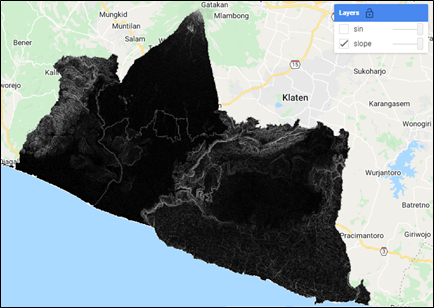 Gatakan
Mungkid
Mlambong
Muntilan
Bener
Salam
Layers
sin
slope
Kali
15
Sukoharjo
worejo
Klaten
Karangasem
Wonogiri
Wurjantoro
Batretno
Pracimantoro
Giriwojo
3